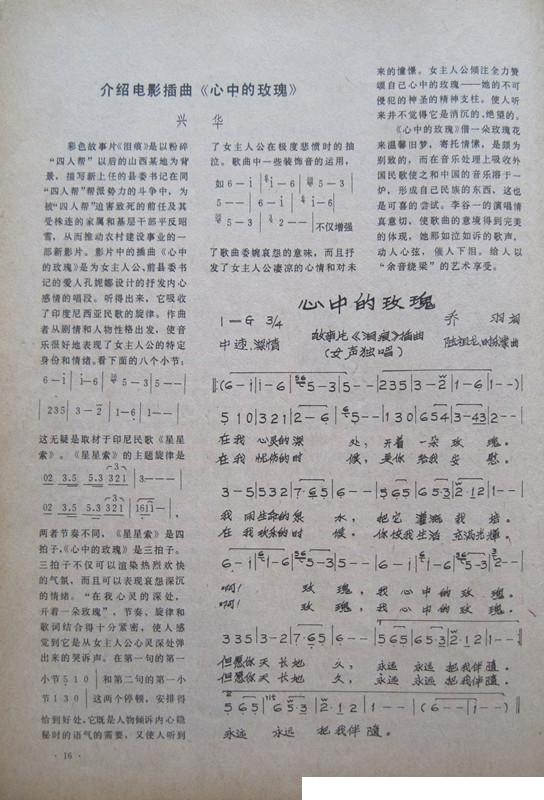 介绍电影插曲《心中的玫瑰》
兴 华
彩色故事片《泪痕》是以粉碎
“四人帮”以后的山西某地为背
景，描写新上任的县委书记在同
“四人帮”帮派势力的斗争中，为
被“四人帮”迫害致死的前任及其
受株连的家属和基层干部平反昭
雪，从而推动农村建设事业的一
部新影片。影片中的插曲《心中
的玫瑰》是为女主人公、前县委书
记的爱人孔妮娜设计的抒发内心
感情的唱段。听得出来，它吸收
了印度尼西亚民歌的旋律。作曲
者从剧情和人物性格出发，使音
乐很好地表现了女主人公的特定
身份和情绪。看下面的八个小节：
6 — i | i — 6 | 5 — 3 | 5 — — |
2 3 5 | 3 — 2 | 1 — 6 | 1 — — |
这无疑是取材于印尼民歌《星星
索》。《星星索》的主题旋律是
02 3.5 5.3 321 | 3.— — — |
02 3.5 5.3 321 | 1611 — |
两者节奏不同，《星星索》是四
拍子，《心中的玫瑰》是三拍子。
三拍子不仅可以渲染热烈欢快
的气氛，而且可以表现哀怨深沉
的情绪。“在我心灵的深处，
开着一朵玫瑰”，节奏、旋律和
歌词结合得十分紧密，使人感
觉到它是从女主人公心灵深处弹
出来的哭诉声。在第一句的第一
小节 5 1 0 | 和第二句的第一小
节 1 3 0 | 这两个停顿，安排得
恰到好处，它既是人物倾诉内心隐
秘时的语气的需要，又使人听到
· 16 ·
了女主人公在极度悲愤时的抽
泣。歌曲中一些装饰音的运用，
如 6 — i | i — 6 | 5 — 3 |
5 — — | i — 6 | 6 — i |
5 — 3 | 2 — — | 不仅增强
了歌曲委婉哀怨的意味，而且抒
发了女主人公凄凉的心情和对未
来的憧憬。女主人公倾注全力赞
颂自己心中的玫瑰——她的不可
侵犯的神圣的精神支柱。使人听
来并不觉得它是消沉的、绝望的。
《心中的玫瑰》借一朵玫瑰花
来温馨旧梦，寄托情愫，是颇为
别致的，而在音乐处理上吸收外
国民歌使之和中国的音乐溶于一
炉，形成自己民族的东西，这也
是可喜的尝试。李谷一的演唱情
真意切，使歌曲的意境得到完美
的体现，她那如泣如诉的歌声，
动人心弦，催人下泪。给人以
“余音绕梁”的艺术享受。
心中的玫瑰
1=G 3/4
故事片《泪痕》插曲
乔 羽词
中速、深情
(女声独唱)
曲
(6 — i | i — 6 | 5 — 3 | 5 — — | 2 3 5 | 3 — 2 | 1 — 6 | 1 — —)
5 1 0 | 3 2 1 | 2 — 6 | 5 — — | 1 3 0 | 6 5 4 | 3 — 43 | 2 — — |
在我 心灵的深 处， 开着 一朵 玫 瑰。
在我 忧伤的时 候， 是你 给我 安 慰。
3 — 5 | 5 3 2 | 7·6 5 | 6 — — | 5 6 5 | 6 5·3 | 2·1 2 | 1 — — |
我 用生命的泉 水， 把它 灌溉 我 培。
在 我欢乐的时 候， 你使我生活 充满光辉。
6 — i | i — 6 | 5 — 3 | 5 — — | i — 6 | 6 — i | 6 5·3 | 2 — — |
啊! 玫 瑰， 我 心中的 玫 瑰。
啊! 玫 瑰， 我 心中的 玫 瑰。
3 3 5 | 3 — 2 | 7·6 5 | 6 — — | 5 6 5 | 6 5·3 | 2·1 2 | 1 — — |
但愿你天 长地 久， 永远 永远 把我伴随。
但愿你天 长地 久， 永远 永远 把我伴随。
5 6 5 | 6 5·3 | 2·1 2 | 1 — — | (6 — — | i — —)
永远 永远 把我伴 随。